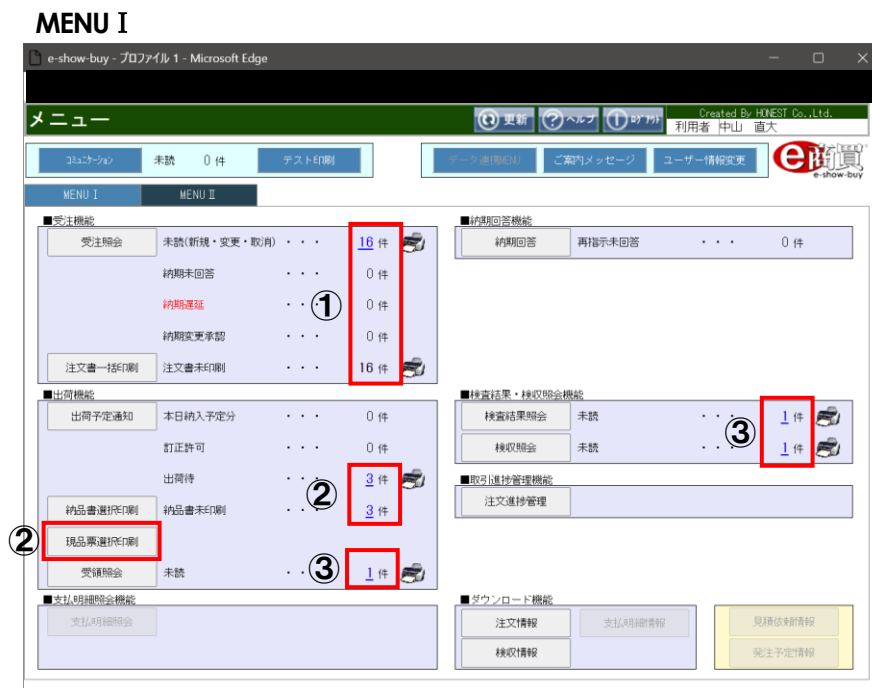 MENU Ⅰ
e-show-buy - プロファイル 1 - Microsoft Edge
メニュー
更新
ヘルプ
ログアウト
Created By HONEST Co.,Ltd.
利用者 中山 直大
コミュニケーション
未読 0 件
テスト印刷
データ連携MENU
ご案内メッセージ
ユーザー情報変更
e商買
e-show-buy
MENU Ⅰ
MENU Ⅱ
■受注機能
受注照会 未読(新規・変更・取消)・・・ 16 件
納期未回答 ・・・ 0 件
納期遅延 ・・・ 0 件
①
納期変更承認 ・・・ 0 件
注文書一括印刷 注文書未印刷 ・・・ 16 件
■納期回答機能
納期回答 再指示未回答 ・・・ 0 件
■出荷機能
出荷予定通知 本日納入予定分 ・・・ 0 件
訂正許可 ・・・ 0 件
出荷待 ・・・ 3 件
②
納品書選択印刷 納品書未印刷 ・・・ 3 件
②
現品票選択印刷
受領照会 未読 ・・③ 1 件
■検査結果・検収照会機能
検査結果照会 未読 ・・・ 1 件
③
検収照会 未読 ・・・ 1 件
■取引進捗管理機能
注文進捗管理
■支払明細照会機能
支払明細照会
■ダウンロード機能
注文情報
支払明細情報
見積依頼情報
検収情報
発注予定情報